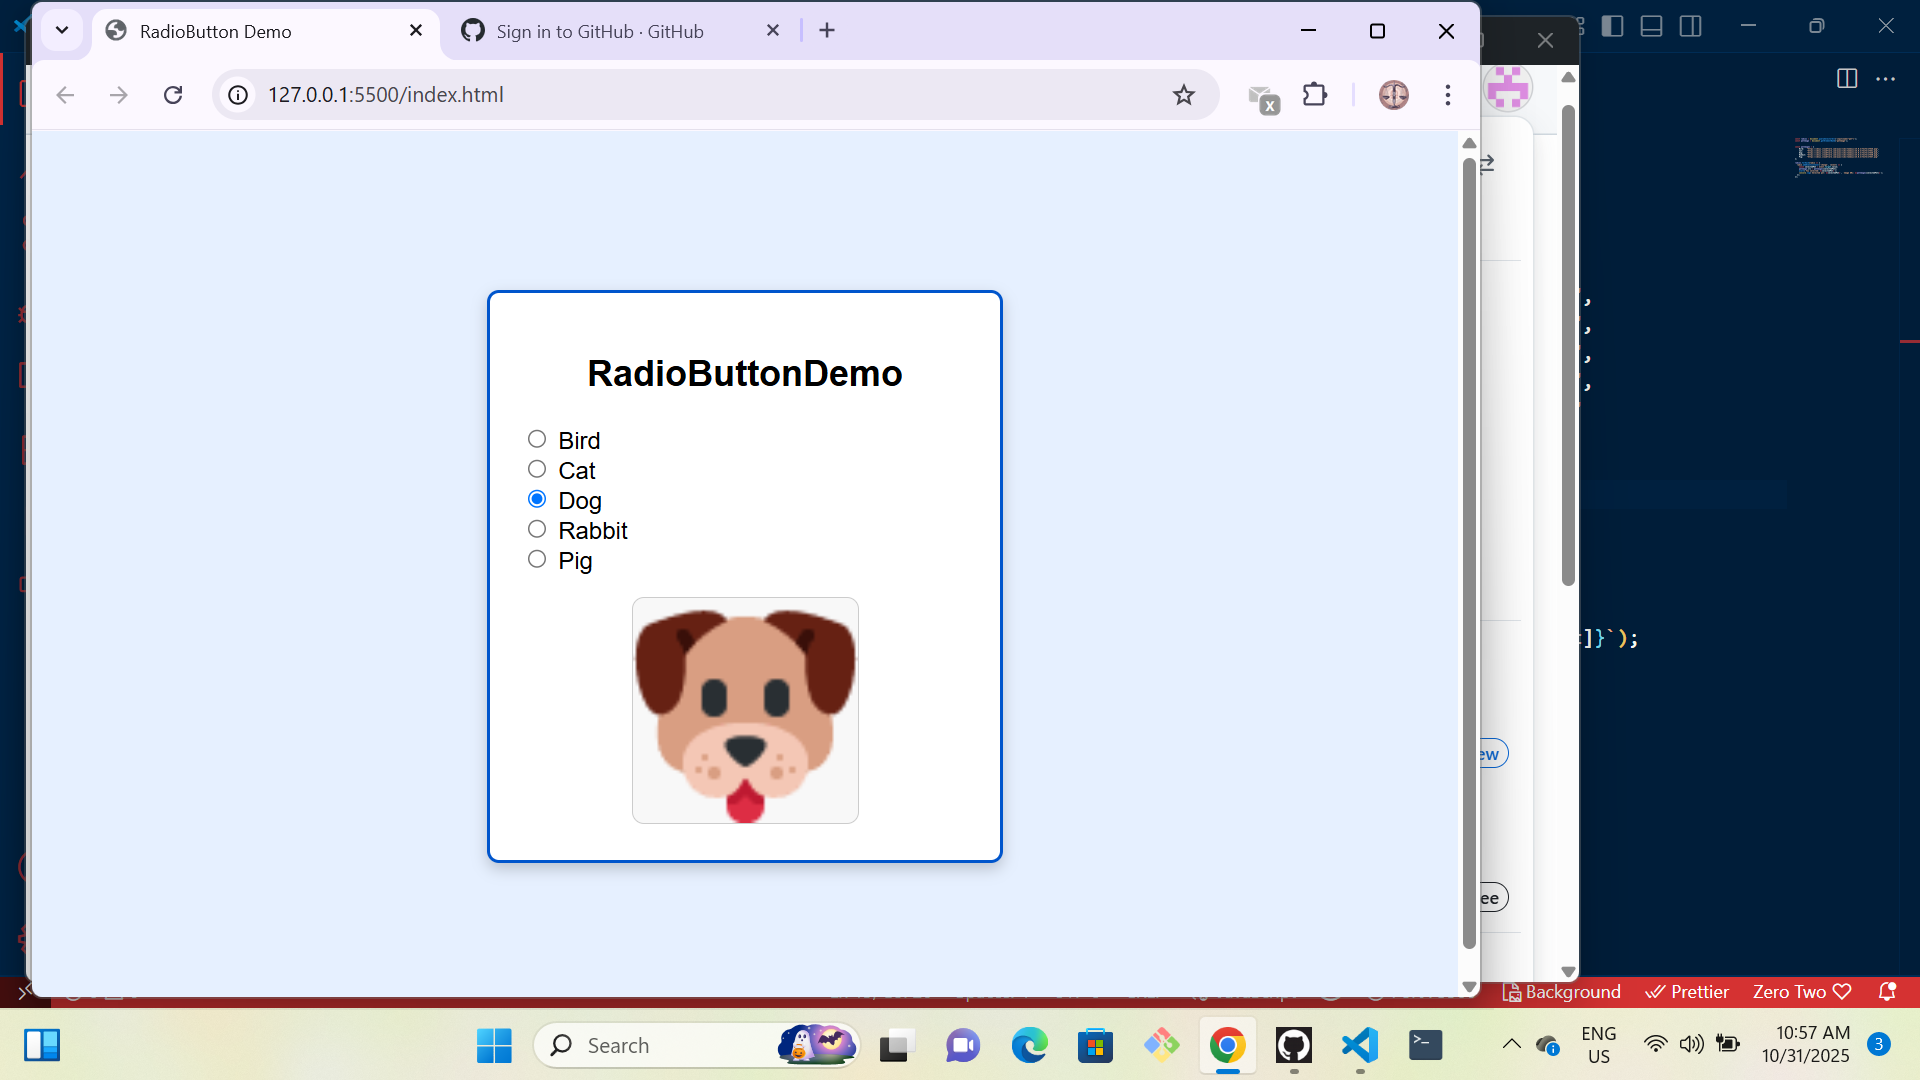 RadioButton Demo
Sign in to GitHub · GitHub
127.0.0.1:5500/index.html
x
RadioButtonDemo
Bird
Cat
Dog
Rabbit
Pig
,
,
,
,
]}`);
ew
ee
Background
Prettier
Zero Two
Search
ENG
US
10:57 AM
10/31/2025
3